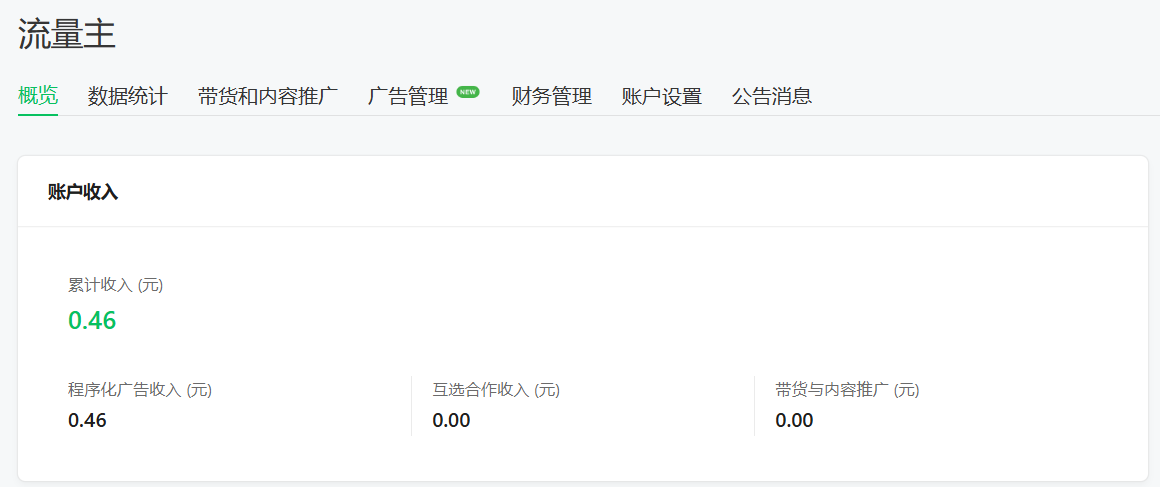 流量主
概览 数据统计 带货和内容推广 广告管理 NEW 财务管理 账户设置 公告消息
账户收入
累计收入 (元)
0.46
程序化广告收入 (元) 互选合作收入 (元) 带货与内容推广 (元)
0.46 0.00 0.00